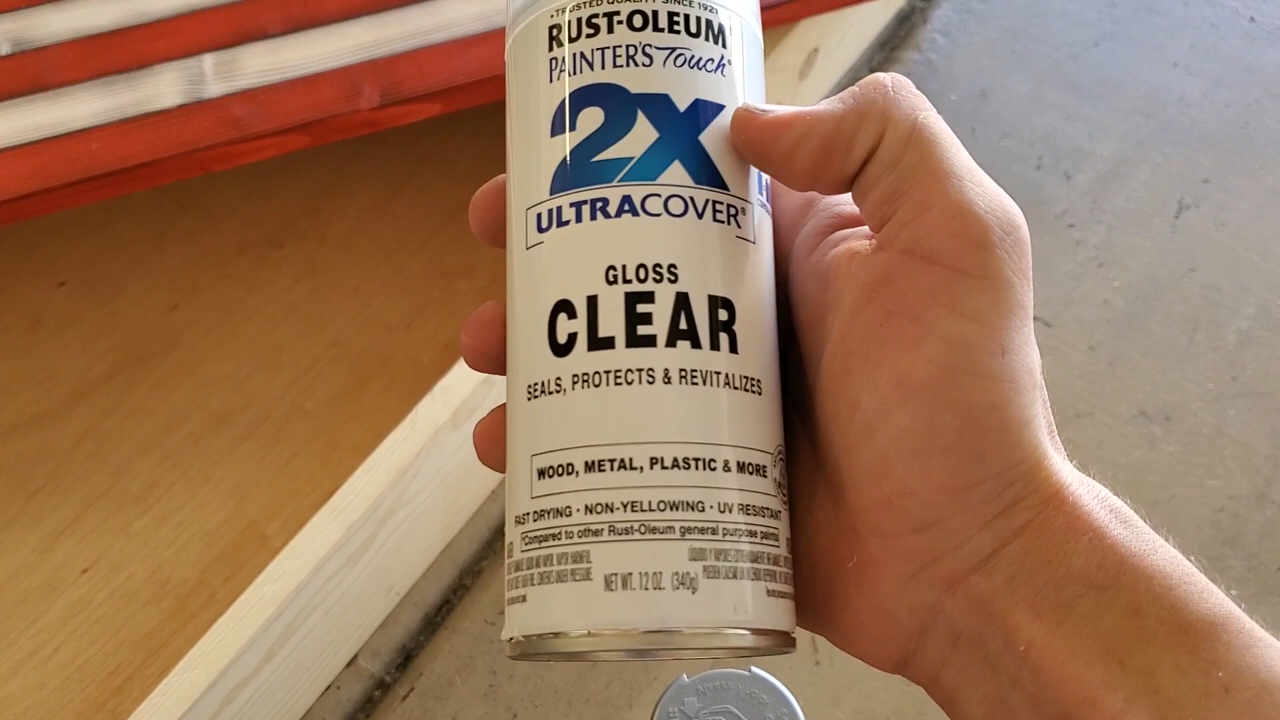 TRUSTED QUALITY SINCE 1921
RUST-OLEUM
PAINTER'S Touch®
2X
ULTRACOVER®
GLOSS
CLEAR
SEALS, PROTECTS & REVITALIZES
WOOD, METAL, PLASTIC & MORE
FAST DRYING • NON-YELLOWING • UV RESISTANT
*Compared to other Rust-Oleum general purpose paints
NET WT. 12 OZ. (340g)